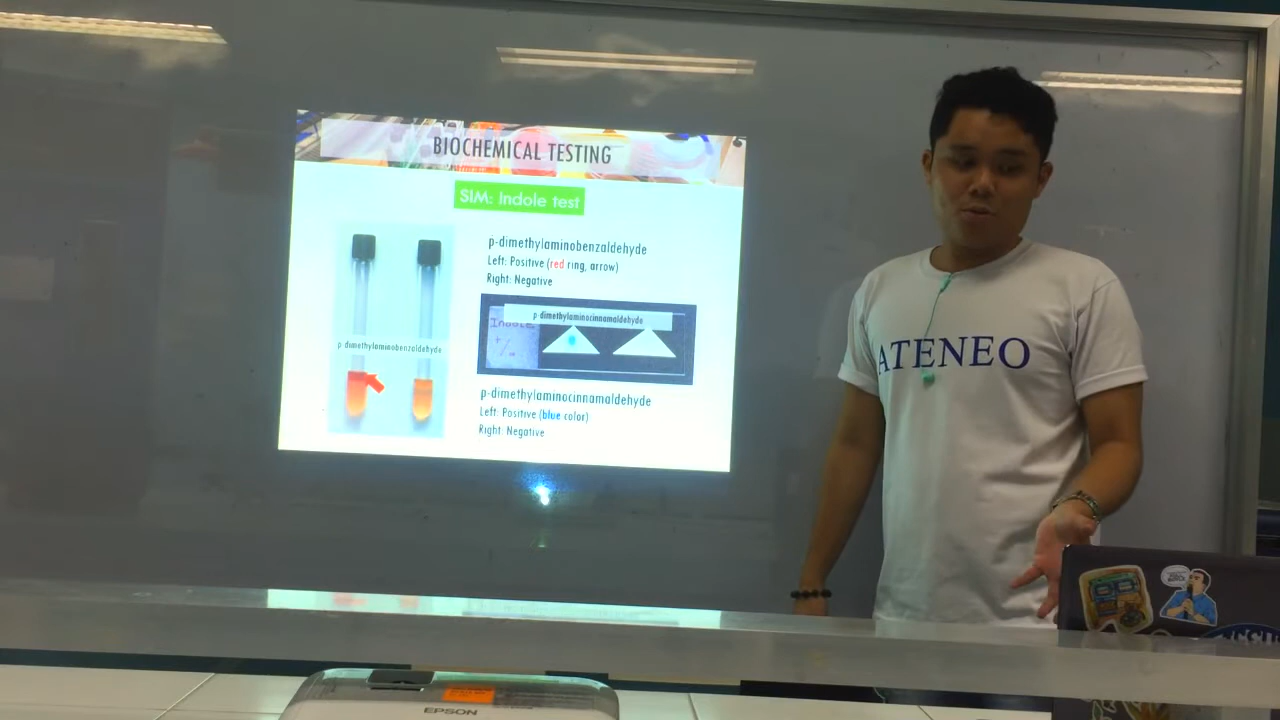 BIOCHEMICAL TESTING
SIM: Indole test
p-dimethylaminobenzaldehyde
Left: Positive (red ring, arrow)
Right: Negative
p dimethylaminocinnamaldehyde
Indole
+/-
p dimethylaminobenzaldehyde
p-dimethylaminocinnamaldehyde
Left: Positive (blue color)
Right: Negative
ATENEO
EPSON